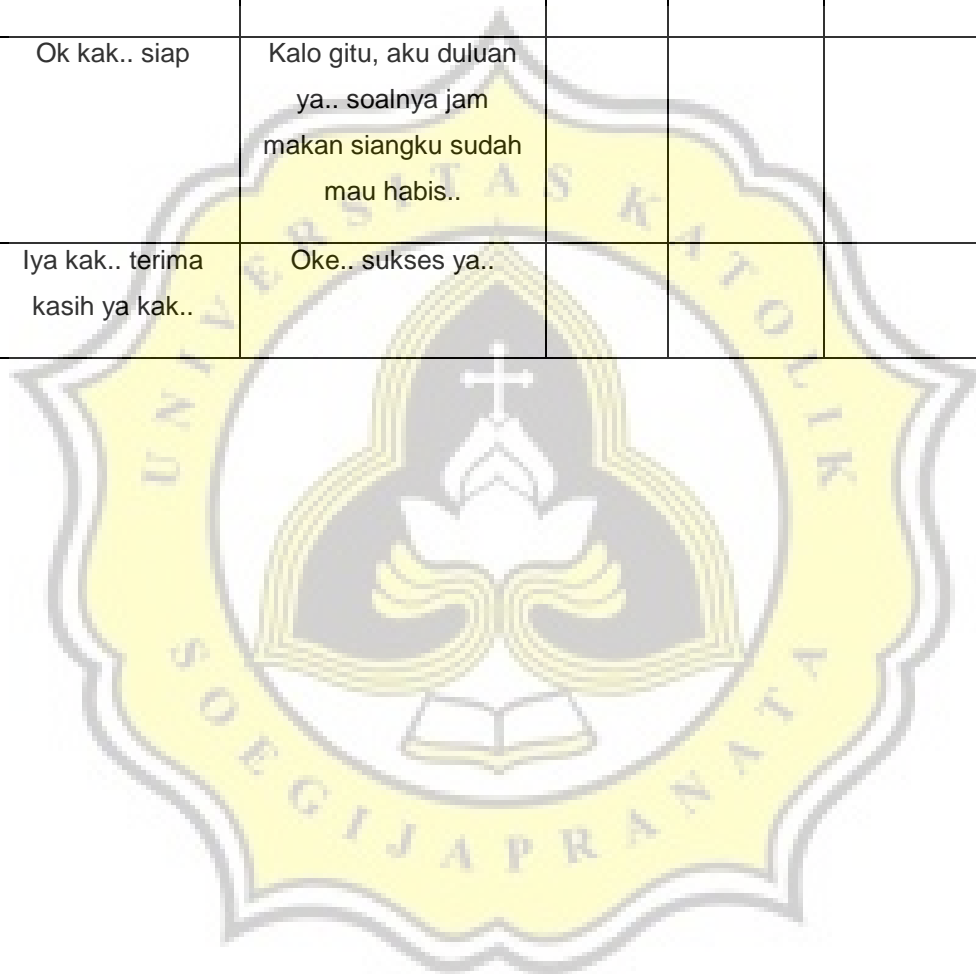 Ok kak.. siap
Kalo gitu, aku duluan
ya.. soalnya jam
makan siangku sudah
mau habis..
Iya kak.. terima
kasih ya kak..
Oke.. sukses ya..
UNIVERSITAS KATOLIK
SOEGIJAPRANATA